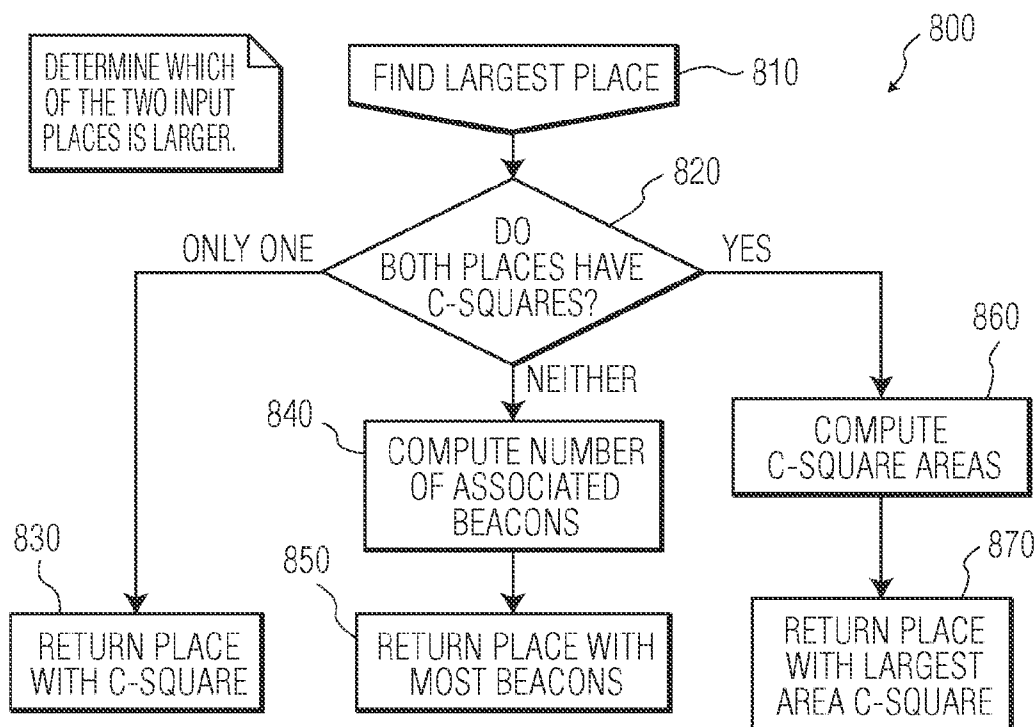 800
DETERMINE WHICH
OF THE TWO INPUT
PLACES IS LARGER.
FIND LARGEST PLACE
810
820
DO
BOTH PLACES HAVE
C-SQUARES?
ONLY ONE
YES
NEITHER
840
COMPUTE NUMBER
OF ASSOCIATED
BEACONS
860
COMPUTE
C-SQUARE AREAS
830
RETURN PLACE
WITH C-SQUARE
850
RETURN PLACE WITH
MOST BEACONS
870
RETURN PLACE
WITH LARGEST
AREA C-SQUARE